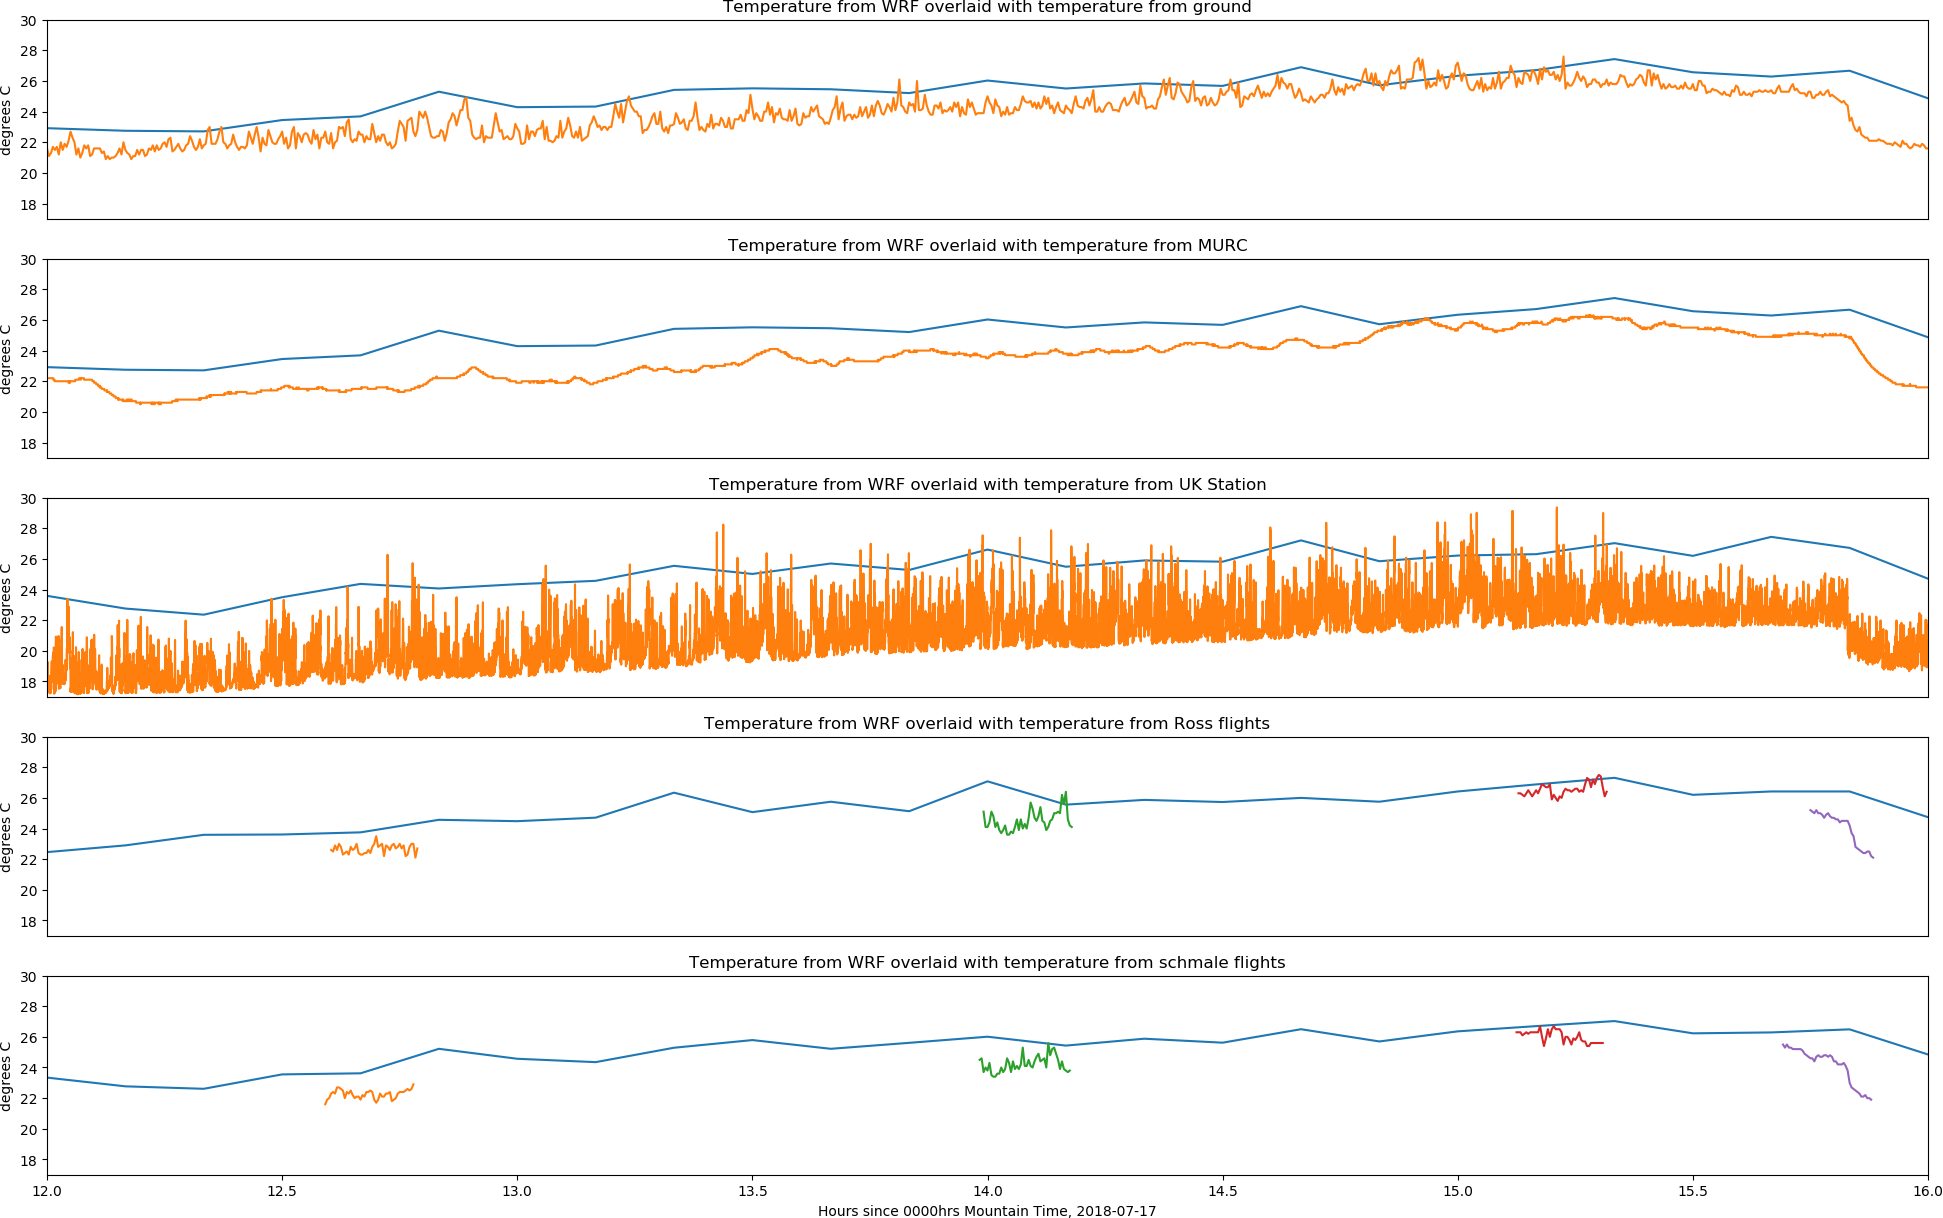 Temperature from WRF overlaid with temperature from ground
30
28
26
24
22
20
18
degrees C
Temperature from WRF overlaid with temperature from MURC
30
28
26
24
22
20
18
degrees C
Temperature from WRF overlaid with temperature from UK Station
30
28
26
24
22
20
18
degrees C
Temperature from WRF overlaid with temperature from Ross flights
30
28
26
24
22
20
18
degrees C
Temperature from WRF overlaid with temperature from schmale flights
30
28
26
24
22
20
18
degrees C
12.0 12.5 13.0 13.5 14.0 14.5 15.0 15.5 16.0
Hours since 0000hrs Mountain Time, 2018-07-17